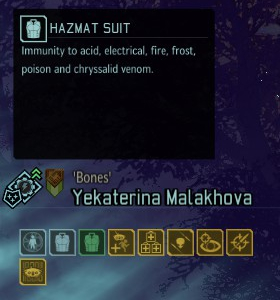 HAZMAT SUIT
Immunity to acid, electrical, fire, frost,
poison and chryssalid venom.
'Bones'
Yekaterina Malakhova